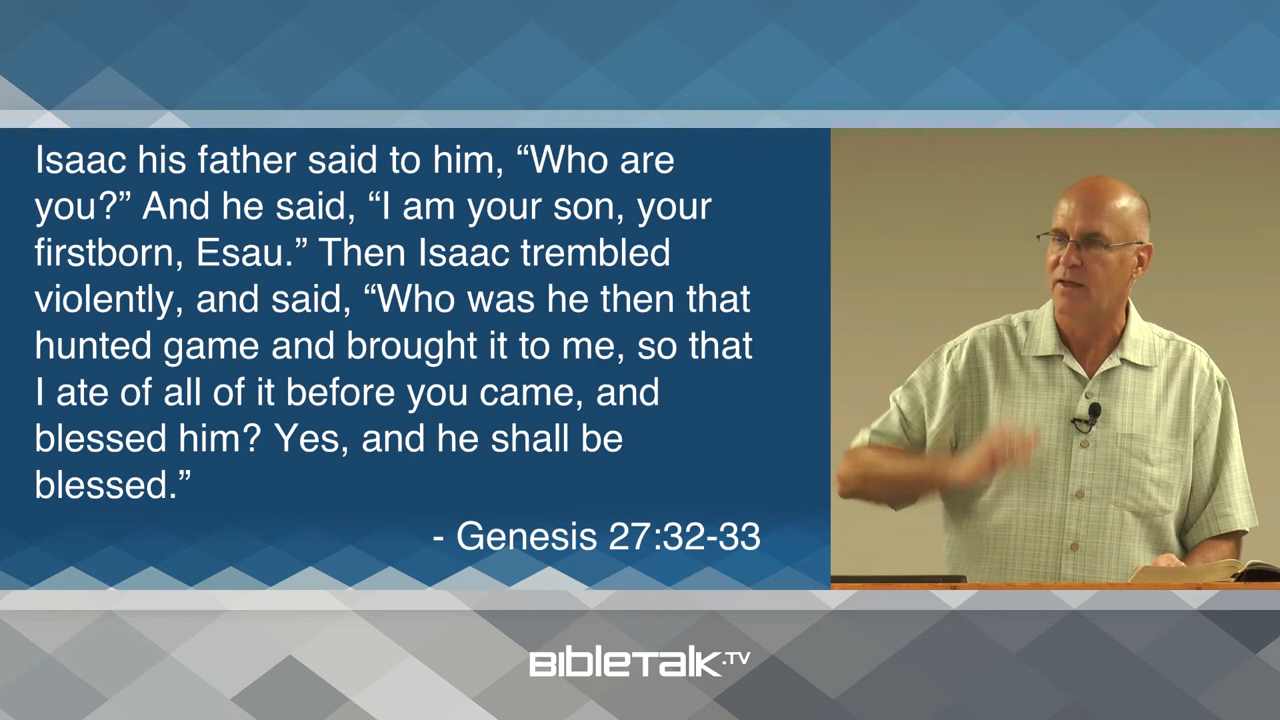 Isaac his father said to him, “Who are
you?” And he said, “I am your son, your
firstborn, Esau.” Then Isaac trembled
violently, and said, “Who was he then that
hunted game and brought it to me, so that
I ate of all of it before you came, and
blessed him? Yes, and he shall be
blessed.”
- Genesis 27:32-33
BIBLETALK.TV